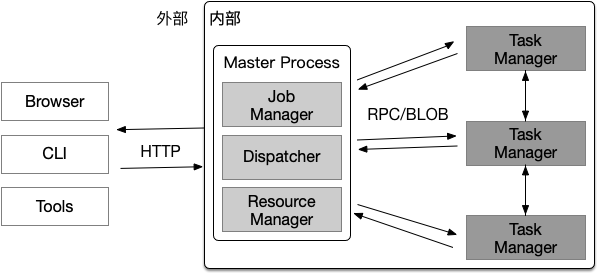 外部 内部
Master Process
Job
Manager
Dispatcher
Resource
Manager
Browser
CLI
Tools
HTTP
RPC/BLOB
Task
Manager
Task
Manager
Task
Manager